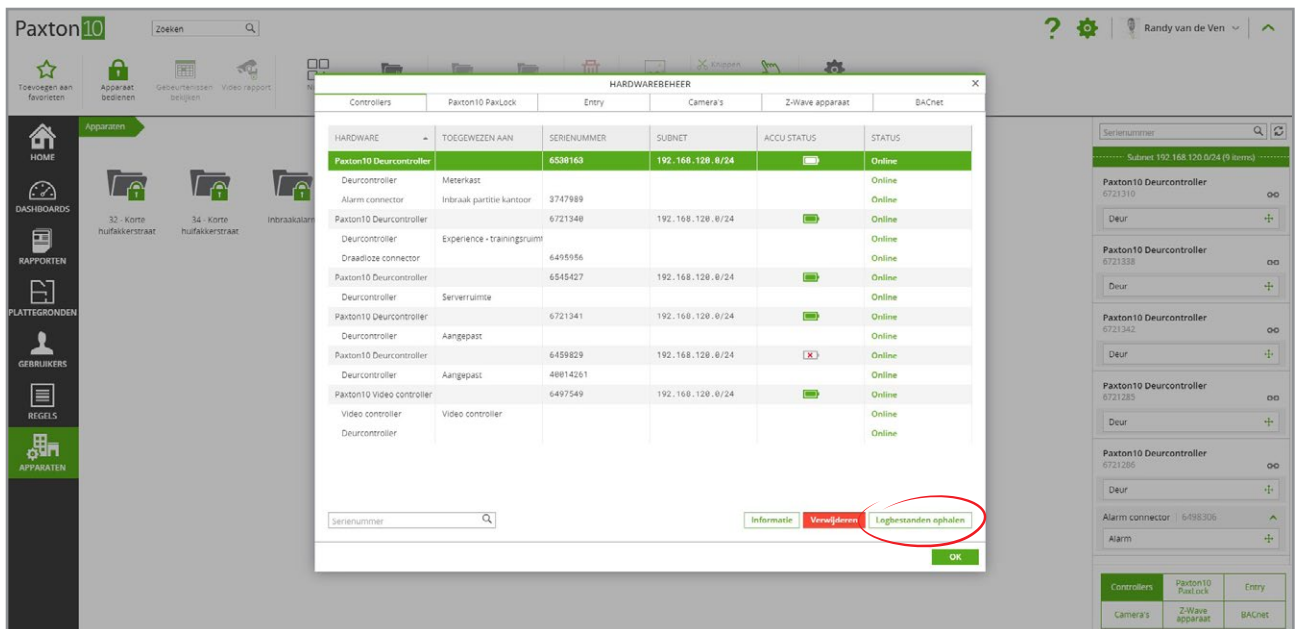 Paxton10
Zoeken
Randy van de Ven
Toevoegen aan
favorieten
Apparaat
bedienen
Gebeurtenissen
bekijken
Video rapport
Knippen
HOME
DASHBOARDS
RAPPORTEN
PLATTEGRONDEN
GEBRUIKERS
REGELS
APPARATEN
Apparaten
32 - Korte
huifakkerstraat
34 - Korte
huifakkerstraat
HARDWAREBEHEER
Controllers Paxton10 PaxLock Entry Camera's Z-Wave apparaat BACnet
HARDWARE TOEGEWEZEN AAN SERIENUMMER SUBNET ACCU STATUS STATUS
Paxton10 Deurcontroller 6530163 192.168.120.0/24 Online
Deurcontroller Meterkast Online
Alarm connector Inbraak partitie kantoor 3747989 Online
Paxton10 Deurcontroller 6721340 192.168.120.0/24 Online
Deurcontroller Experience - Online
Draadloze connector 6495956 Online
Paxton10 Deurcontroller 6545427 192.168.120.0/24 Online
Deurcontroller Serverruimte Online
Paxton10 Deurcontroller 6721341 192.168.120.0/24 Online
Deurcontroller Aangepast Online
Paxton10 Deurcontroller 6459829 192.168.120.0/24 Online
Deurcontroller Aangepast 40014261 Online
Paxton10 Video controller 6497549 192.168.120.0/24 Online
Video controller Video controller Online
Deurcontroller Online
Serienummer
Informatie Verwijderen Logbestanden ophalen
OK
Serienummer
Subnet 192.168.120.0/24 (9 items)
Paxton10 Deurcontroller
6721310
Deur
Paxton10 Deurcontroller
6721338
Deur
Paxton10 Deurcontroller
6721342
Deur
Paxton10 Deurcontroller
6721285
Deur
Paxton10 Deurcontroller
6721286
Deur
Alarm connector | 6498306
Alarm
Controllers
Paxton10
PaxLock
Entry
Camera's
Z-Wave
apparaat
BACnet